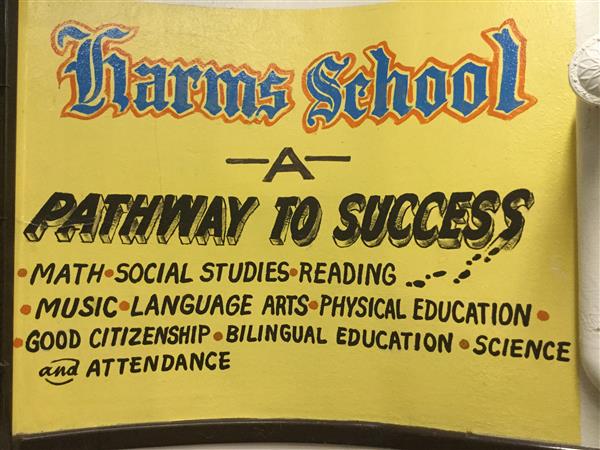 Harms School
-A-
PATHWAY TO SUCCESS
•MATH•SOCIAL STUDIES•READING
•MUSIC•LANGUAGE ARTS•PHYSICAL EDUCATION•
•GOOD CITIZENSHIP•BILINGUAL EDUCATION•SCIENCE
and ATTENDANCE